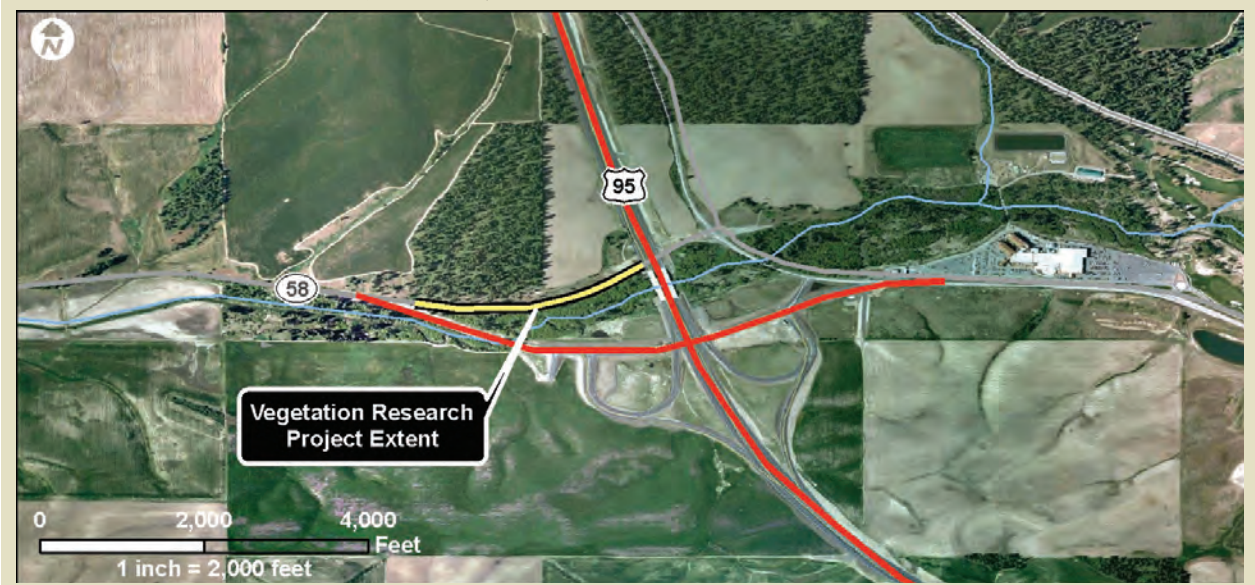 N
95
58
Vegetation Research
Project Extent
0 2,000 4,000
Feet
1 inch = 2,000 feet